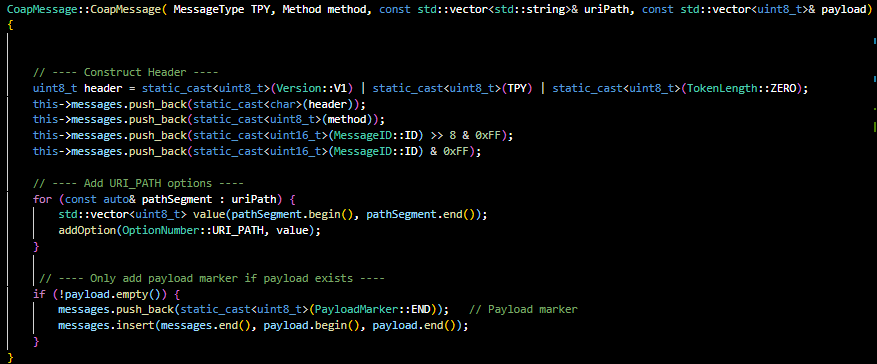 CoapMessage::CoapMessage( MessageType TPY, Method method, const std::vector<std::string>& uriPath, const std::vector<uint8_t>& payload)
{
// ---- Construct Header ----
uint8_t header = static_cast<uint8_t>(Version::V1) | static_cast<uint8_t>(TPY) | static_cast<uint8_t>(TokenLength::ZERO);
this->messages.push_back(static_cast<char>(header));
this->messages.push_back(static_cast<uint8_t>(method));
this->messages.push_back(static_cast<uint16_t>(MessageID::ID) >> 8 & 0xFF);
this->messages.push_back(static_cast<uint16_t>(MessageID::ID) & 0xFF);
// ---- Add URI_PATH options ----
for (const auto& pathSegment : uriPath) {
std::vector<uint8_t> value(pathSegment.begin(), pathSegment.end());
addOption(OptionNumber::URI_PATH, value);
}
// ---- Only add payload marker if payload exists ----
if (!payload.empty()) {
messages.push_back(static_cast<uint8_t>(PayloadMarker::END));   // Payload marker
messages.insert(messages.end(), payload.begin(), payload.end());
}
}